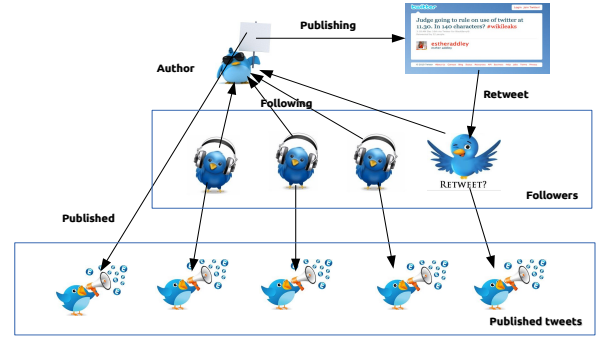 twitter
Publishing
Judge going to rule on use of twitter at
11.30. In 140 characters? #wikileaks
estheraddley
Author
Retweet
Following
RETWEET?
Followers
Published
Published tweets